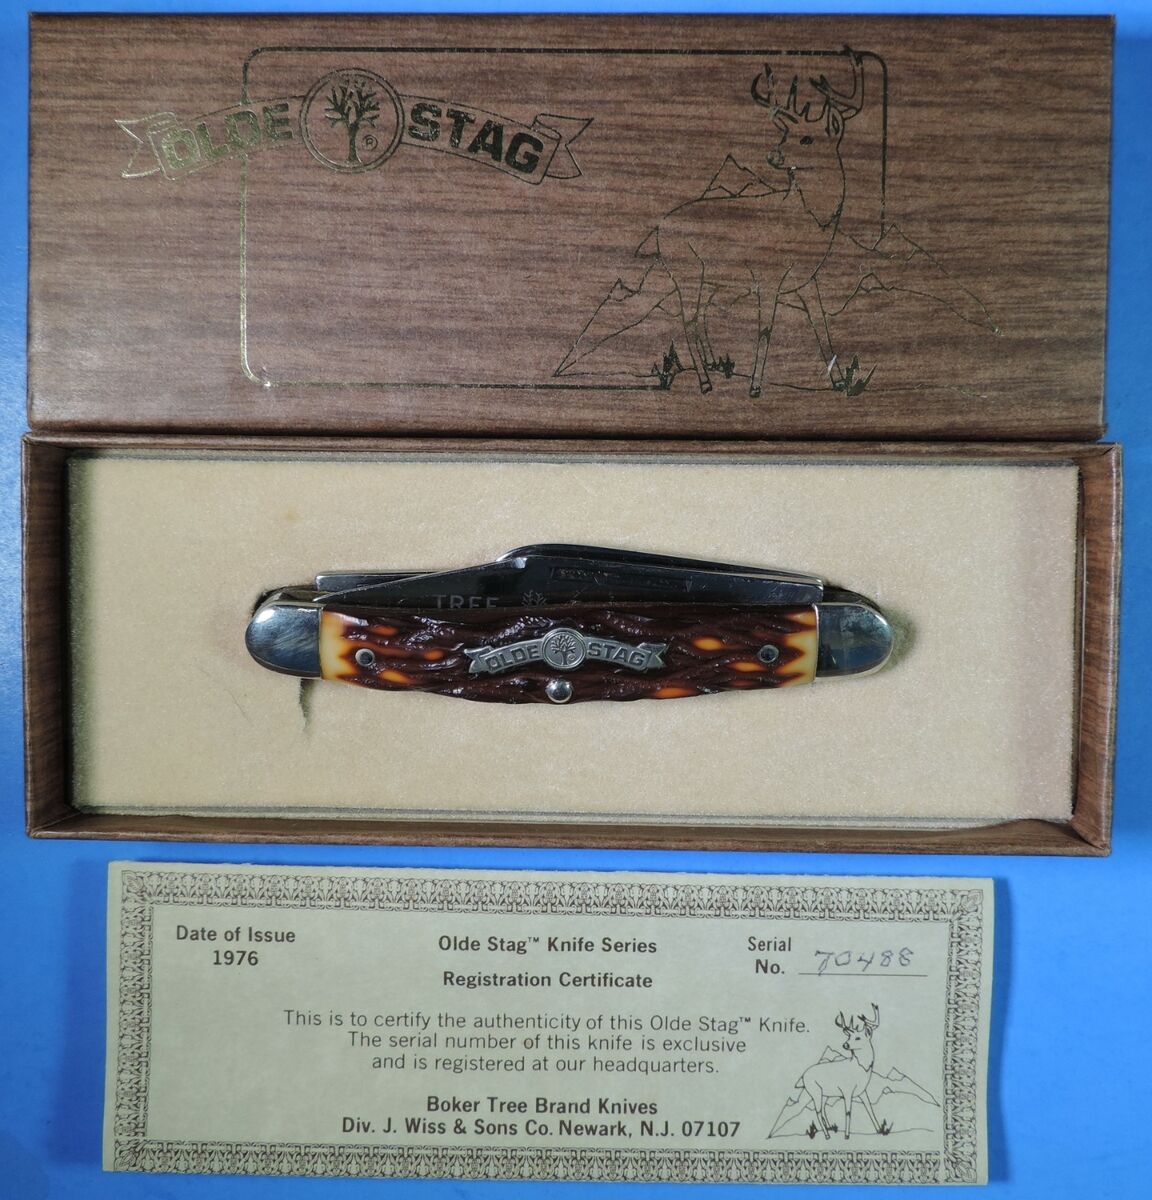 OLDE ® STAG
TREE
OLDE STAG
Date of Issue
1976
Olde Stag™ Knife Series
Registration Certificate
Serial
No. 70488
This is to certify the authenticity of this Olde Stag™ Knife.
The serial number of this knife is exclusive
and is registered at our headquarters.
Boker Tree Brand Knives
Div. J. Wiss & Sons Co. Newark, N.J. 07107